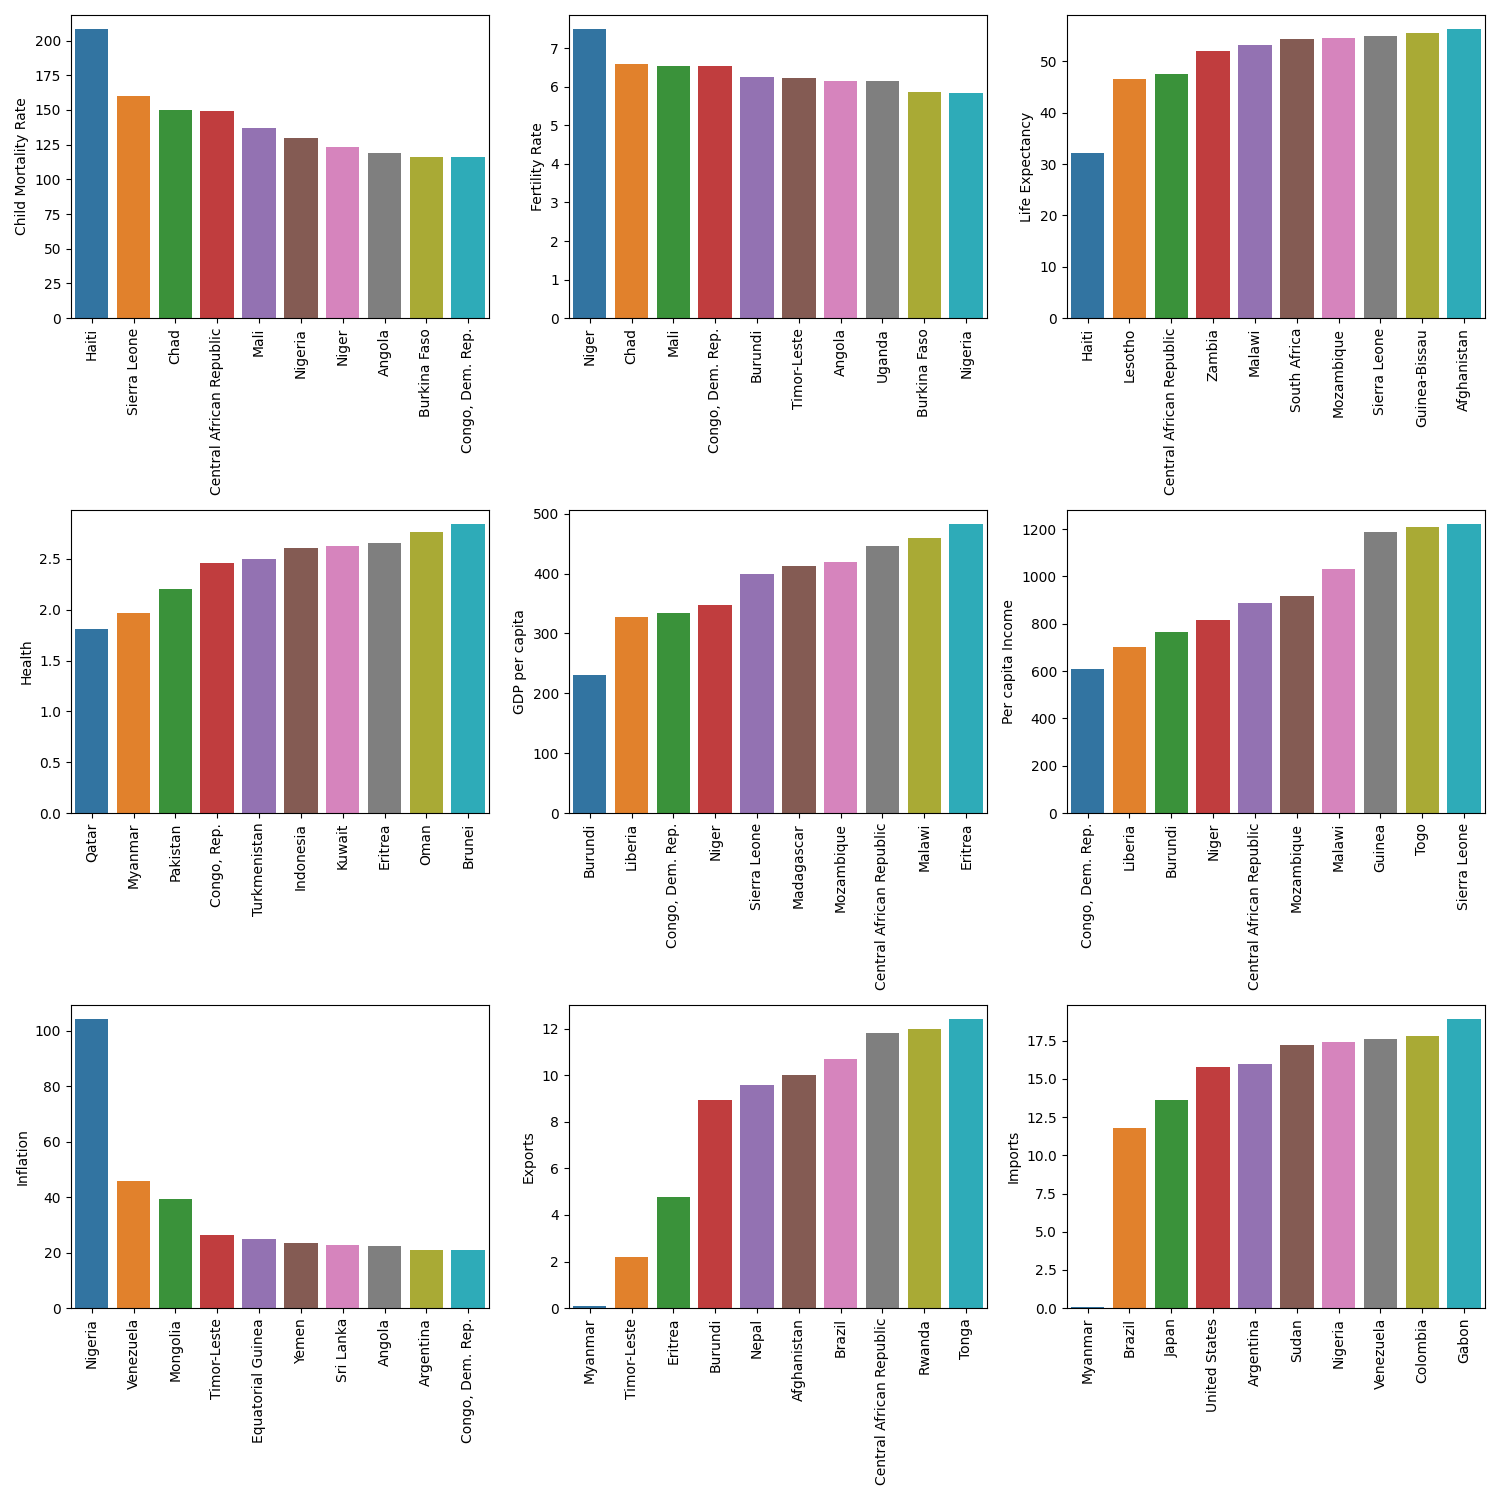 Child Mortality Rate
200
175
150
125
100
75
50
25
0
Haiti
Sierra Leone
Chad
Central African Republic
Mali
Nigeria
Niger
Angola
Burkina Faso
Congo, Dem. Rep.
Fertility Rate
7
6
5
4
3
2
1
0
Niger
Chad
Mali
Congo, Dem. Rep.
Burundi
Timor-Leste
Angola
Uganda
Burkina Faso
Nigeria
Life Expectancy
50
40
30
20
10
0
Haiti
Lesotho
Central African Republic
Zambia
Malawi
South Africa
Mozambique
Sierra Leone
Guinea-Bissau
Afghanistan
Health
2.5
2.0
1.5
1.0
0.5
0.0
Qatar
Myanmar
Pakistan
Congo, Rep.
Turkmenistan
Indonesia
Kuwait
Eritrea
Oman
Brunei
GDP per capita
500
400
300
200
100
0
Burundi
Liberia
Congo, Dem. Rep.
Niger
Sierra Leone
Madagascar
Mozambique
Central African Republic
Malawi
Eritrea
Per capita Income
1200
1000
800
600
400
200
0
Congo, Dem. Rep.
Liberia
Burundi
Niger
Central African Republic
Mozambique
Malawi
Guinea
Togo
Sierra Leone
Inflation
100
80
60
40
20
0
Nigeria
Venezuela
Mongolia
Timor-Leste
Equatorial Guinea
Yemen
Sri Lanka
Angola
Argentina
Congo, Dem. Rep.
Exports
12
10
8
6
4
2
0
Myanmar
Timor-Leste
Eritrea
Burundi
Nepal
Afghanistan
Brazil
Central African Republic
Rwanda
Tonga
Imports
17.5
15.0
12.5
10.0
7.5
5.0
2.5
0.0
Myanmar
Brazil
Japan
United States
Argentina
Sudan
Nigeria
Venezuela
Colombia
Gabon